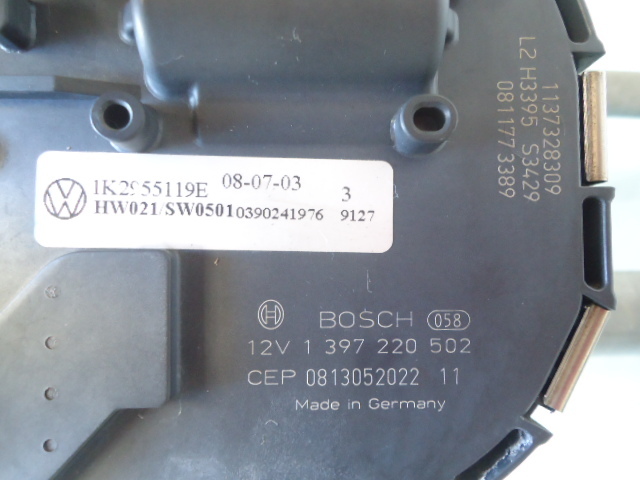 1K2955119E 08-07-03 3
HW021/SW0501 0390241976 9127
BOSCH 058
12V 1 397 220 502
CEP 0813052022 11
Made in Germany
1137328309
L2 H3395 S3429
0811773389